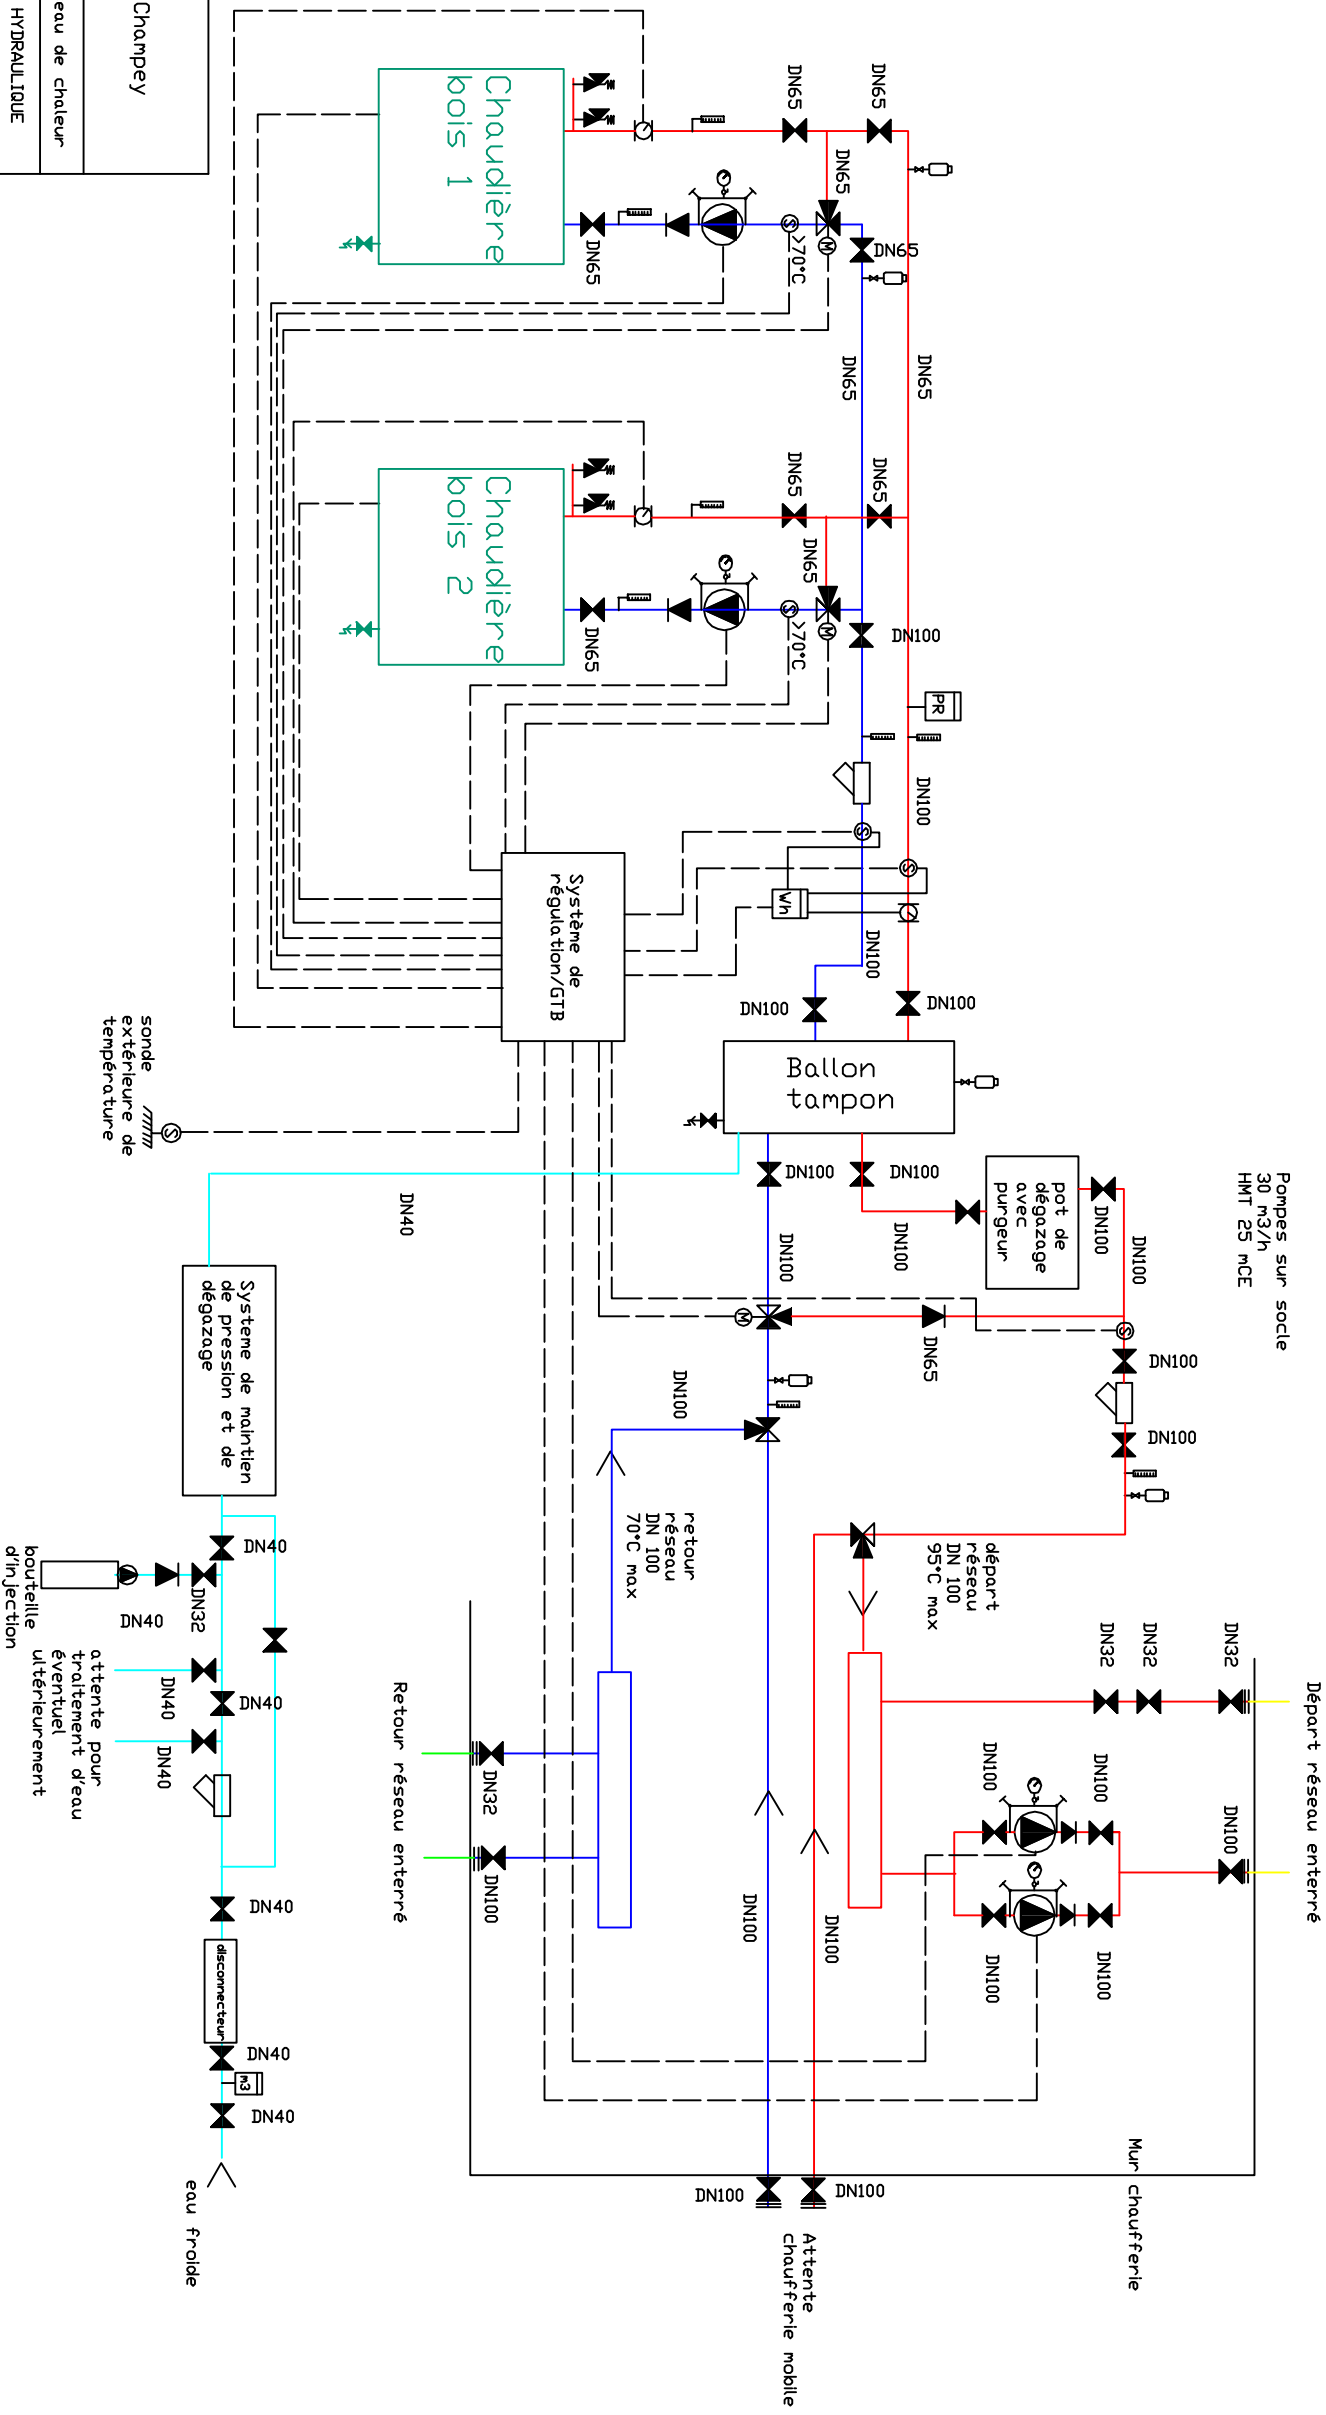 Champey
eau de chaleur
HYDRAULIQUE
Chaudière
bois 1
DN65
DN65
DN65
DN65
DN65
>70°C
M
S
DN65
DN65
Chaudière
bois 2
DN65
DN65
DN65
DN65
>70°C
M
S
DN100
PR
DN100
S
S
Wh
DN100
DN100
DN100
Système de
régulation/GTB
sonde
extérieure de
température
S
Ballon
tampon
DN100
DN100
DN100
DN100
DN40
pot de
dégazage
avec
purgeur
DN100
DN100
Pompes sur socle
30 m3/h
HMT 25 mCE
M
S
DN65
DN100
DN100
DN100
Systeme de maintien
de pression et de
dégazage
retour
réseau
DN 100
70°C max
départ
réseau
DN 100
95°C max
DN32
DN32
DN32
Départ réseau enterré
DN100
DN100
DN100
DN100
DN100
DN100
DN100
Retour réseau enterré
DN32
DN100
DN40
DN32
DN40
bouteille
d'injection
attente pour
traitement d'eau
éventuel
ultérieurement
DN40
DN40
DN40
DN40
disconnecteur
DN40
m3
DN40
eau froide
Mur chaufferie
DN100
DN100
Attente
chaufferie mobile